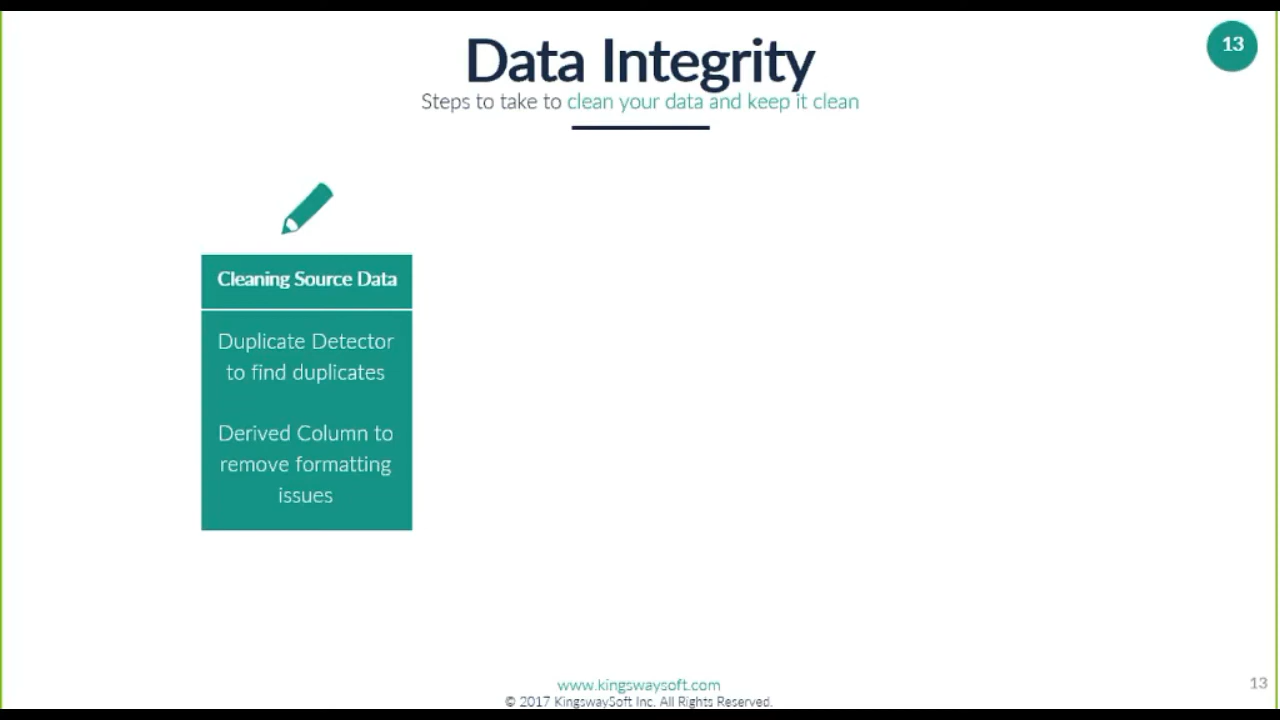 13
Data Integrity
Steps to take to clean your data and keep it clean
Cleaning Source Data
Duplicate Detector
to find duplicates
Derived Column to
remove formatting
issues
www.kingswaysoft.com
© 2017 KingswaySoft Inc. All Rights Reserved.
13